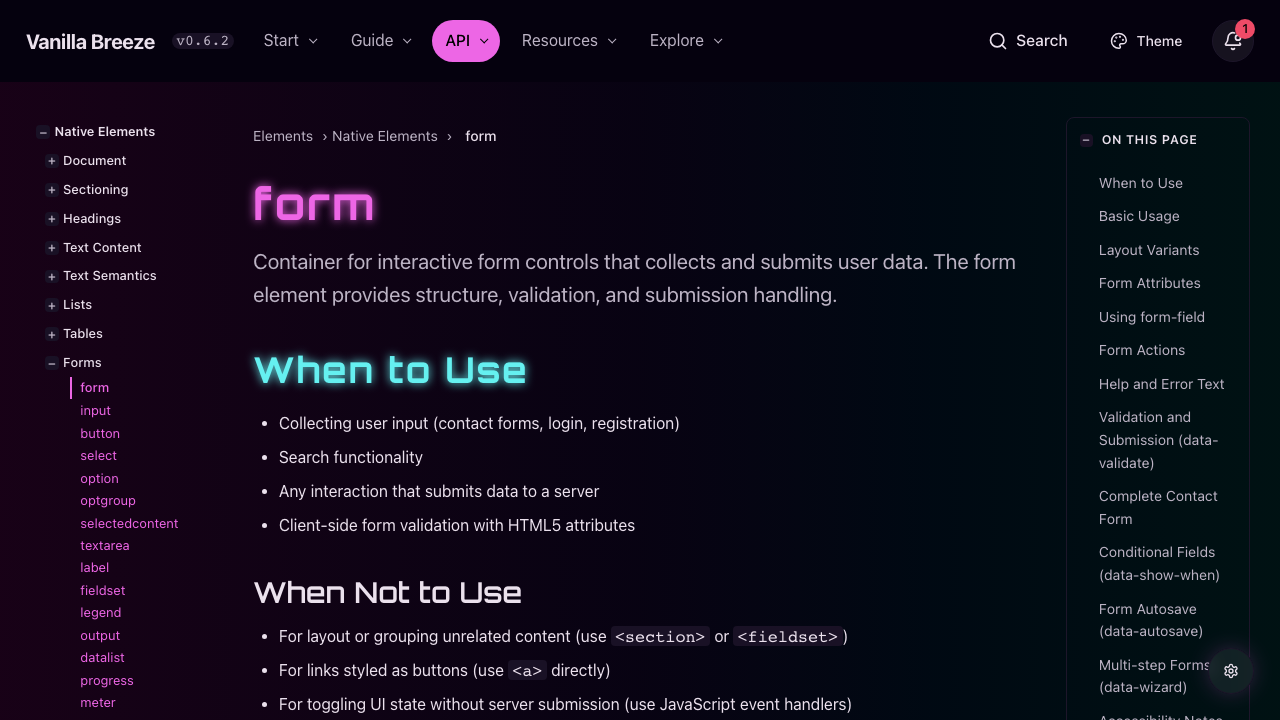 Vanilla Breeze v0.6.2 Start Guide API Resources Explore Search Theme 1
Native Elements
Document
Sectioning
Headings
Text Content
Text Semantics
Lists
Tables
Forms
form
input
button
select
option
optgroup
selectedcontent
textarea
label
fieldset
legend
output
datalist
progress
meter
Elements › Native Elements › form
form
Container for interactive form controls that collects and submits user data. The form
element provides structure, validation, and submission handling.
When to Use
• Collecting user input (contact forms, login, registration)
• Search functionality
• Any interaction that submits data to a server
• Client-side form validation with HTML5 attributes
When Not to Use
• For layout or grouping unrelated content (use <section> or <fieldset>)
• For links styled as buttons (use <a> directly)
• For toggling UI state without server submission (use JavaScript event handlers)
ON THIS PAGE
When to Use
Basic Usage
Layout Variants
Form Attributes
Using form-field
Form Actions
Help and Error Text
Validation and
Submission (data-
validate)
Complete Contact
Form
Conditional Fields
(data-show-when)
Form Autosave
(data-autosave)
Multi-step Forms
(data-wizard)
Accessibility Notes